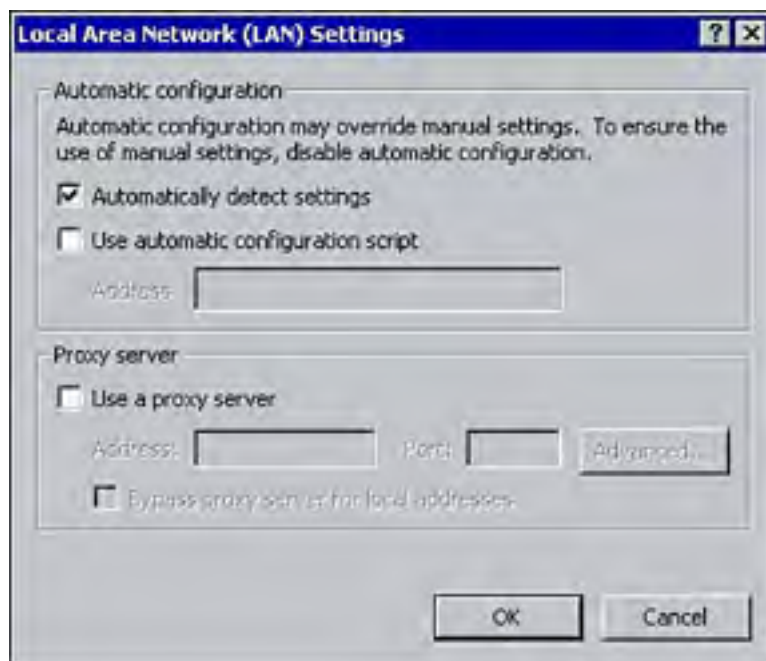 Local Area Network (LAN) Settings
Automatic configuration
Automatic configuration may override manual settings. To ensure the
use of manual settings, disable automatic configuration.
Automatically detect settings
Use automatic configuration script
Address
Proxy server
Use a proxy server
Address: Port: Advanced...
Bypass proxy server for local addresses
OK Cancel